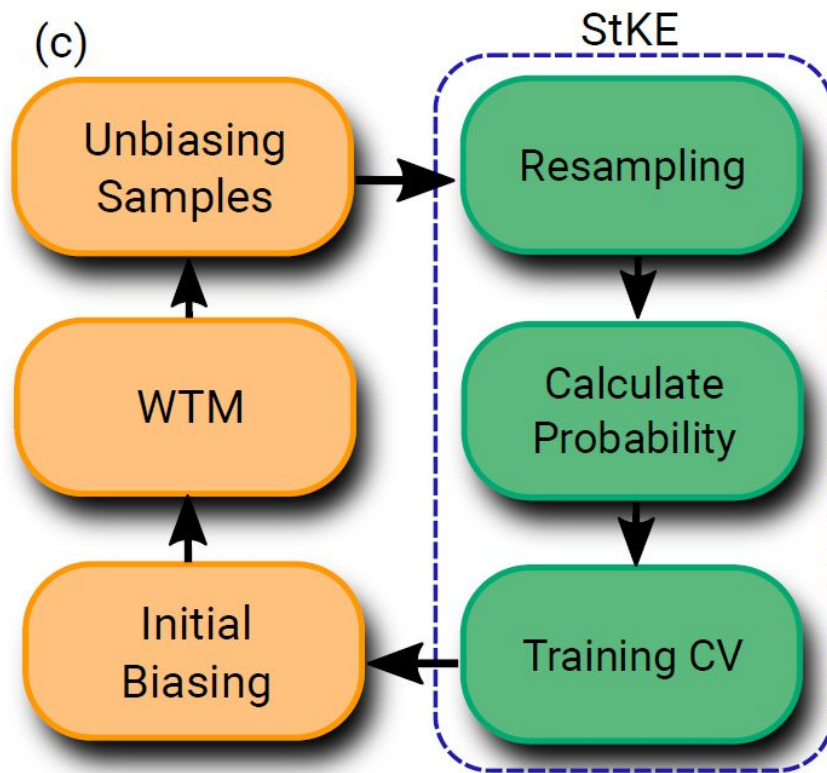 (c)
StKE
Unbiasing
Samples
Resampling
WTM
Calculate
Probability
Initial
Biasing
Training CV